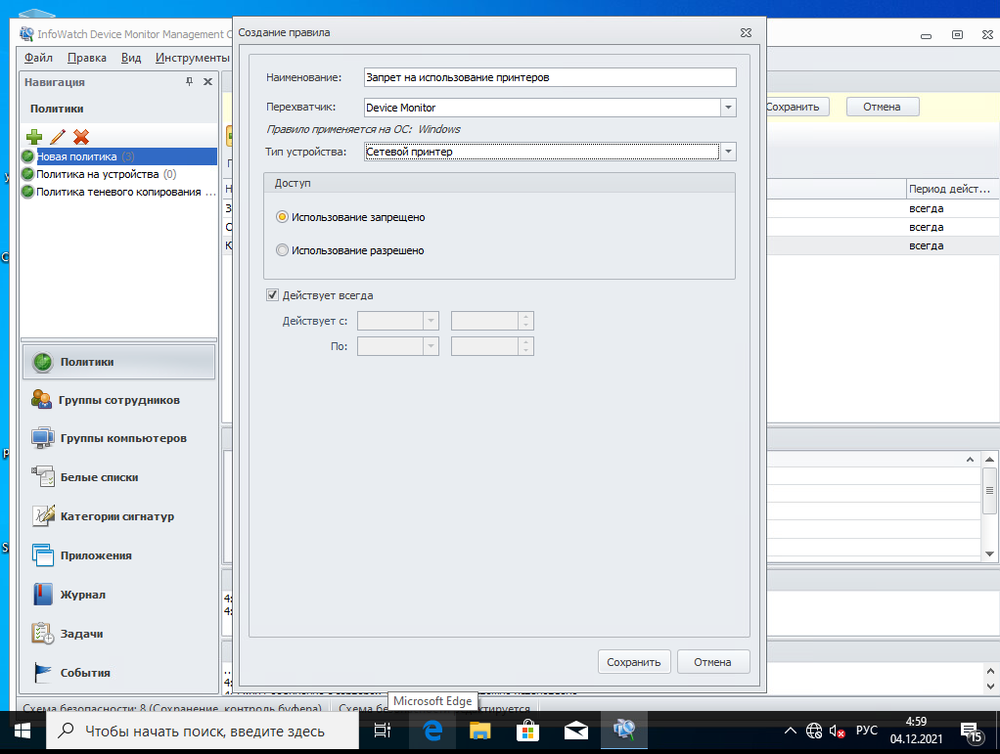 InfoWatch Device Monitor Management C
Создание правила
Файл Правка Вид Инструменты
Навигация
Политики
Новая политика (3)
Политика на устройства (0)
Политика теневого копирования ...
Политики
Группы сотрудников
Группы компьютеров
Белые списки
Категории сигнатур
Приложения
Журнал
Задачи
События
Наименование: Запрет на использование принтеров
Перехватчик: Device Monitor
Правило применяется на ОС: Windows
Тип устройства: Сетевой принтер
Доступ
Использование запрещено
Использование разрешено
Действует всегда
Действует с:
По:
Сохранить Отмена
Сохранить Отмена
Период дейст...
всегда
всегда
всегда
Схема безопасности: 8 (Сохранение, контроль буфера) Схема бе
Microsoft Edge
Чтобы начать поиск, введите здесь
РУС
4:59
04.12.2021
15